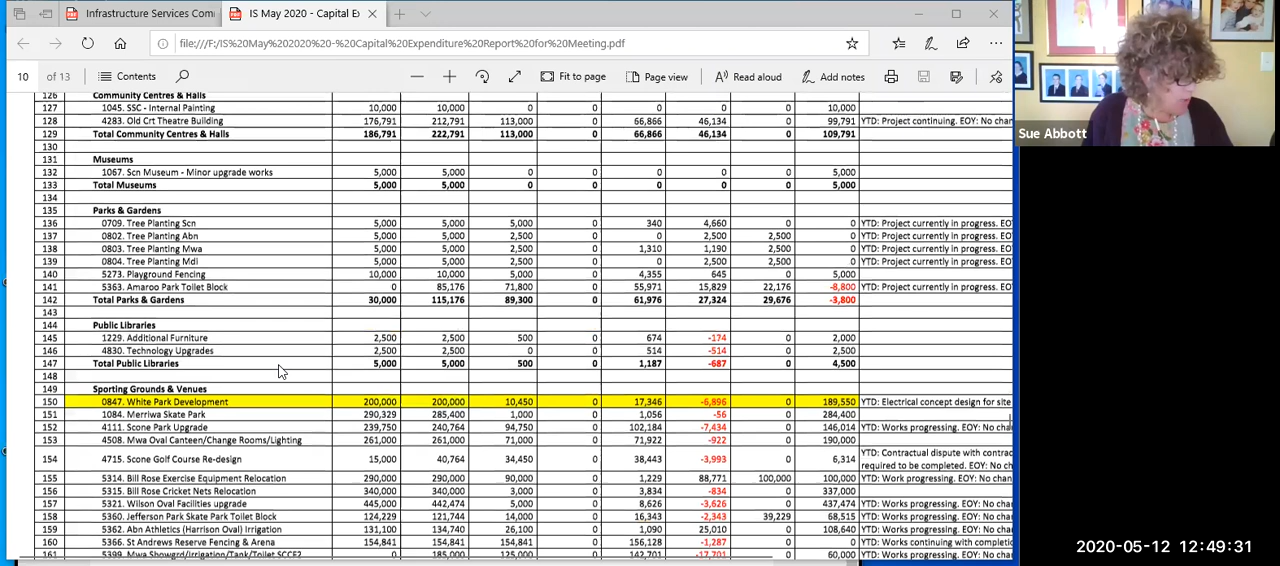 Infrastructure Services Com
IS May 2020 - Capital E
file:///F:/IS%20May%202020%20-%20Capital%20Expenditure%20Report%20for%20Meeting.pdf
10 of 13 Contents Fit to page Page view Read aloud Add notes
126 Community Centres & Halls
127 1045. SSC - Internal Painting 10,000 10,000 0 0 0 0 0 10,000
128 4283. Old Crt Theatre Building 176,791 212,791 113,000 0 66,866 46,134 0 99,791 YTD: Project continuing. EOY: No chan
129 Total Community Centres & Halls 186,791 222,791 113,000 0 66,866 46,134 0 109,791
130
131 Museums
132 1067. Scn Museum - Minor upgrade works 5,000 5,000 0 0 0 0 0 5,000
133 Total Museums 5,000 5,000 0 0 0 0 0 5,000
134
135 Parks & Gardens
136 0709. Tree Planting Scn 5,000 5,000 5,000 0 340 4,660 0 0 YTD: Project currently in progress. EO
137 0802. Tree Planting Abn 5,000 5,000 2,500 0 0 2,500 2,500 0 YTD: Project currently in progress. EO
138 0803. Tree Planting Mwa 5,000 5,000 2,500 0 1,310 1,190 2,500 0 YTD: Project currently in progress. EO
139 0804. Tree Planting Mdi 5,000 5,000 2,500 0 0 2,500 2,500 0 YTD: Project currently in progress. EO
140 5273. Playground Fencing 10,000 10,000 5,000 0 4,355 645 0 5,000
141 5363. Amaroo Park Toilet Block 0 85,176 71,800 0 55,971 15,829 22,176 -8,800 YTD: Project currently in progress. EO
142 Total Parks & Gardens 30,000 115,176 89,300 0 61,976 27,324 29,676 -3,800
143
144 Public Libraries
145 1229. Additional Furniture 2,500 2,500 500 0 674 -174 0 2,000
146 4830. Technology Upgrades 2,500 2,500 0 0 514 -514 0 2,500
147 Total Public Libraries 5,000 5,000 500 0 1,187 -687 0 4,500
148
149 Sporting Grounds & Venues
150 0847. White Park Development 200,000 200,000 10,450 0 17,346 -6,896 0 189,550 YTD: Electrical concept design for site
151 1084. Merriwa Skate Park 290,329 285,400 1,000 0 1,056 -56 0 284,400
152 4111. Scone Park Upgrade 239,750 240,764 94,750 0 102,184 -7,434 0 146,014 YTD: Works progressing. EOY: No cha
153 4508. Mwa Oval Canteen/Change Rooms/Lighting 261,000 261,000 71,000 0 71,922 -922 0 190,000
154 4715. Scone Golf Course Re-design 15,000 40,764 34,450 0 38,443 -3,993 0 6,314 YTD: Contractual dispute with contrac
required to be completed. EOY: No c
155 5314. Bill Rose Exercise Equipment Relocation 290,000 290,000 90,000 0 1,229 88,771 100,000 100,000 YTD: Work progressing. EOY: No chan
156 5315. Bill Rose Cricket Nets Relocation 340,000 340,000 3,000 0 3,834 -834 0 337,000
157 5321. Wilson Oval Facilities upgrade 445,000 442,474 5,000 0 8,626 -3,626 0 437,474 YTD: Works progressing. EOY: No cha
158 5360. Jefferson Park Skate Park Toilet Block 124,229 121,744 14,000 0 16,343 -2,343 39,229 68,515 YTD: Works progressing. EOY: No cha
159 5362. Abn Athletics (Harrison Oval) Irrigation 131,100 134,740 26,100 0 1,090 25,010 0 108,640 YTD: Works progressing. EOY: No cha
160 5366. St Andrews Reserve Fencing & Arena 154,841 154,841 154,841 0 156,128 -1,287 0 0 YTD: Works continuing with completi
161 5399. Mwa Showgrd/Irrigation/Tank/Toilet SCCF2 0 185,000 125,000 0 142,701 -17,701 0 60,000 YTD: Works progressing. EOY: No cha
Sue Abbott
2020-05-12 12:49:31